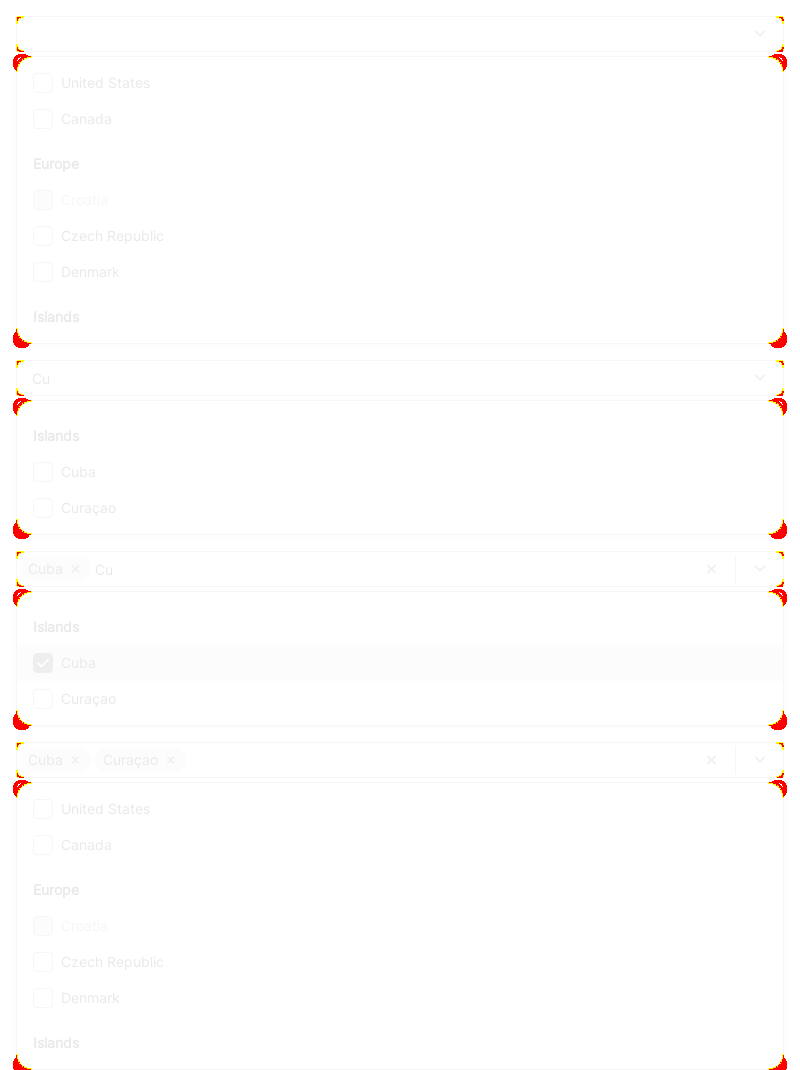 United States
Canada
Europe
Croatia
Czech Republic
Denmark
Islands
Cu
Islands
Cuba
Curaçao
Cuba Cu
Islands
Cuba
Curaçao
Cuba Curaçao
United States
Canada
Europe
Croatia
Czech Republic
Denmark
Islands